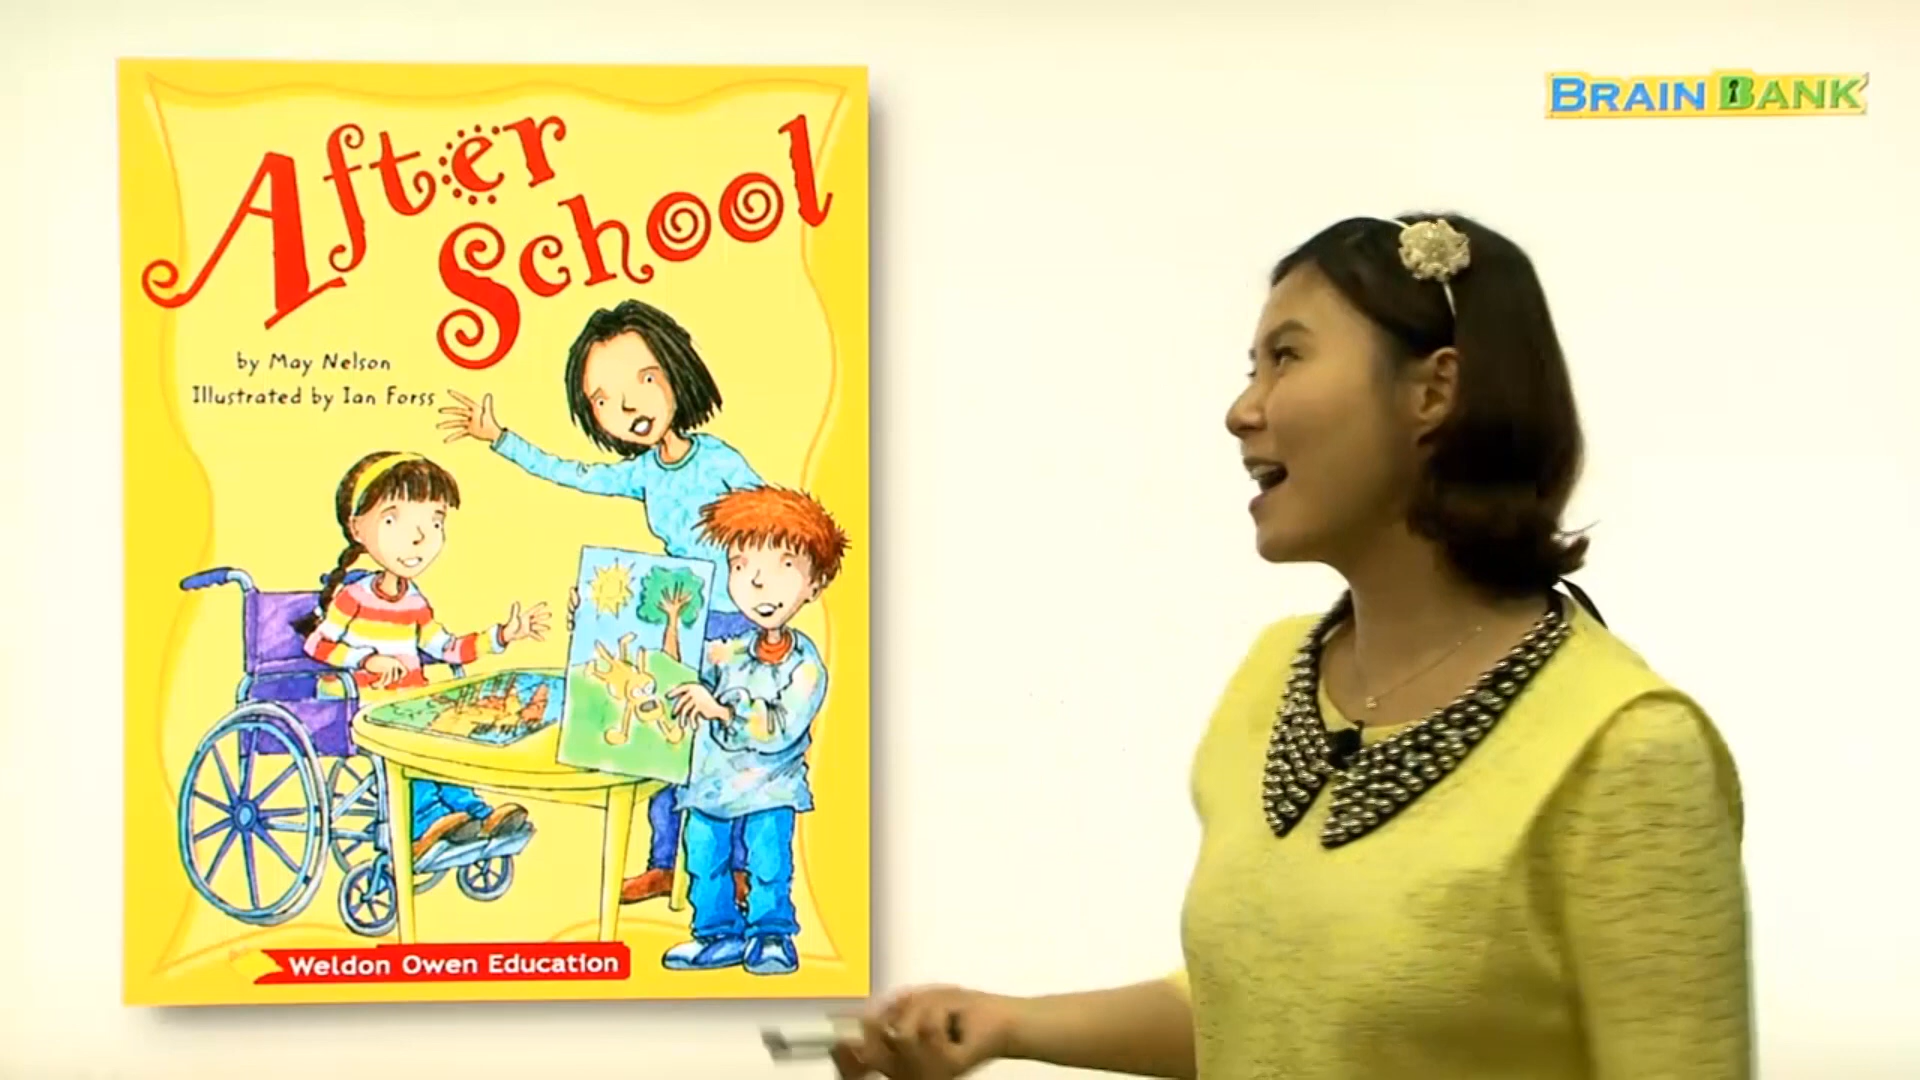 After
School
by May Nelson
Illustrated by Ian Forss
Weldon Owen Education
BRAIN BANK